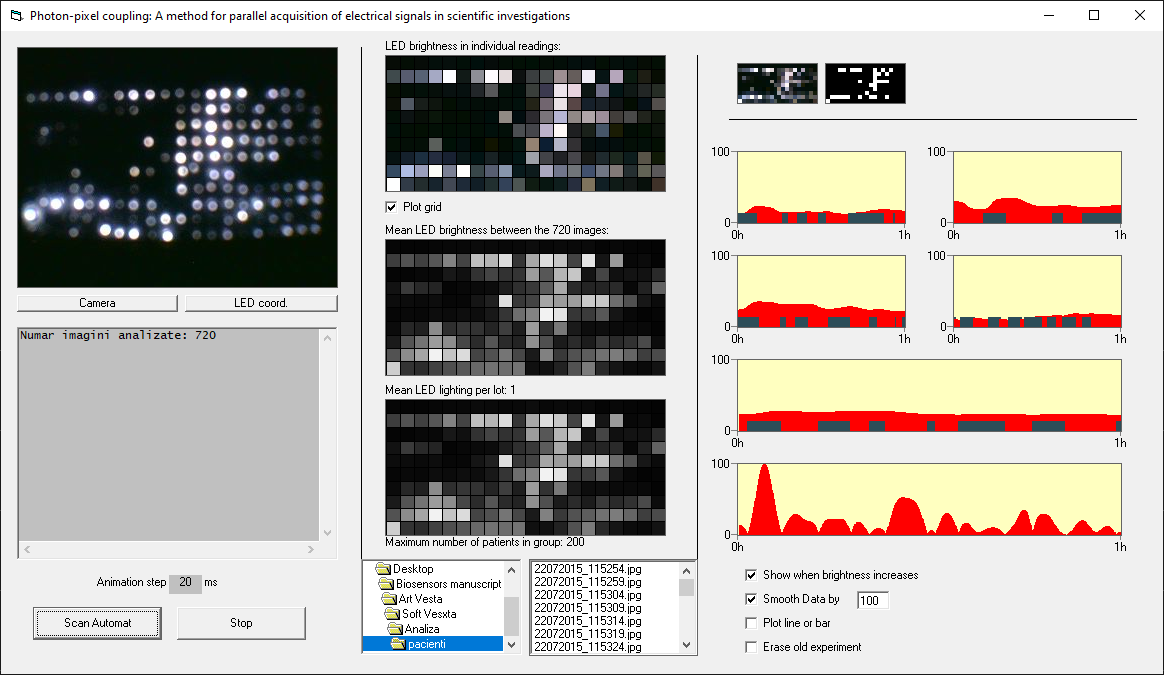 Photon-pixel coupling: A method for parallel acquisition of electrical signals in scientific investigations
Camera
LED coord.
Numar imagini analizate: 720
Animation step 20 ms
Scan Automat
Stop
LED brightness in individual readings:
Plot grid
Mean LED brightness between the 720 images:
Mean LED lighting per lot: 1
Maximum number of patients in group: 200
Desktop
Biosensors manuscript
Art Vesta
Soft Vesxta
Analiza
pacienti
22072015_115254.jpg
22072015_115259.jpg
22072015_115304.jpg
22072015_115309.jpg
22072015_115314.jpg
22072015_115319.jpg
22072015_115324.jpg
100
0
0h
1h
100
0
0h
1h
100
0
0h
1h
100
0
0h
1h
100
0
0h
1h
100
0
0h
1h
Show when brightness increases
Smooth Data by 100
Plot line or bar
Erase old experiment